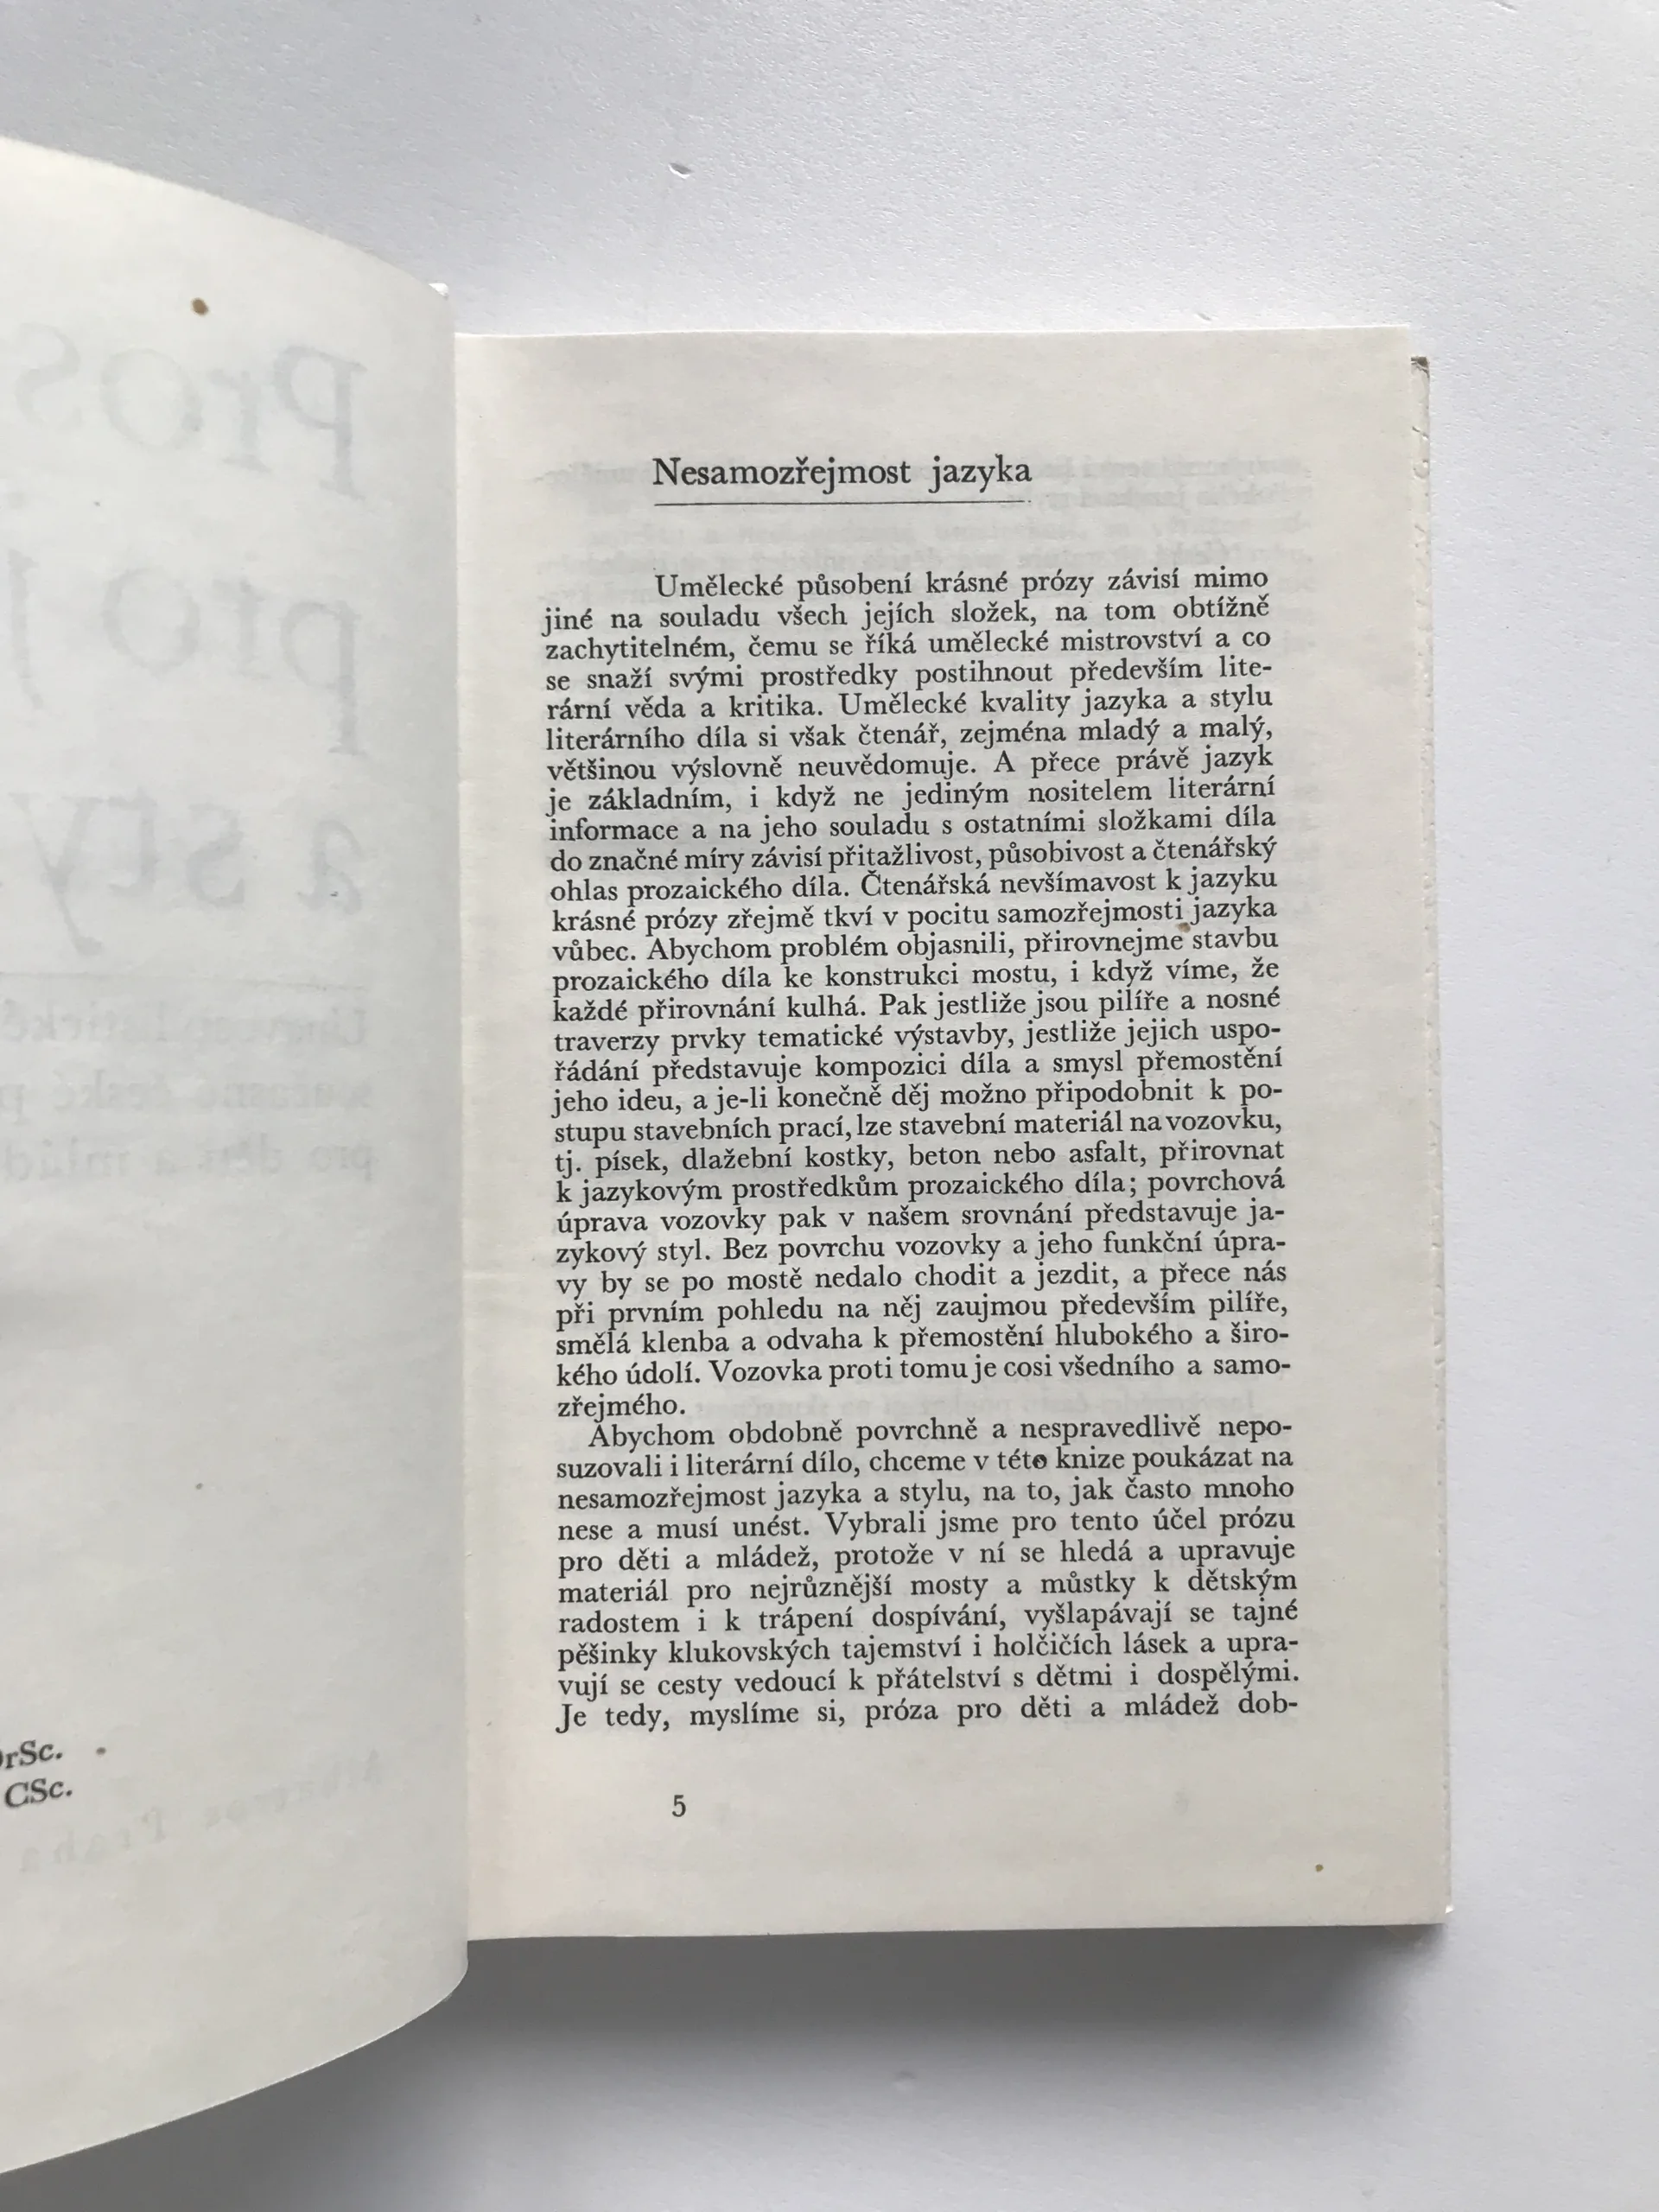 rSc.
CSc.
Nesamozřejmost jazyka
Umělecké působení krásné prózy závisí mimo
jiné na souladu všech jejích složek, na tom obtížně
zachytitelném, čemu se říká umělecké mistrovství a co
se snaží svými prostředky postihnout především lite-
rární věda a kritika. Umělecké kvality jazyka a stylu
literárního díla si však čtenář, zejména mladý a malý,
většinou výslovně neuvědomuje. A přece právě jazyk
je základním, i když ne jediným nositelem literární
informace a na jeho souladu s ostatními složkami díla
do značné míry závisí přitažlivost, působivost a čtenářský
ohlas prozaického díla. Čtenářská nevšímavost k jazyku
krásné prózy zřejmě tkví v pocitu samozřejmosti jazyka
vůbec. Abychom problém objasnili, přirovnejme stavbu
prozaického díla ke konstrukci mostu, i když víme, že
každé přirovnání kulhá. Pak jestliže jsou pilíře a nosné
traverzy prvky tematické výstavby, jestliže jejich uspo-
řádání představuje kompozici díla a smysl přemostění
jeho ideu, a je-li konečně děj možno připodobnit k po-
stupu stavebních prací, lze stavební materiál na vozovku,
tj. písek, dlažební kostky, beton nebo asfalt, přirovnat
k jazykovým prostředkům prozaického díla; povrchová
úprava vozovky pak v našem srovnání představuje ja-
zykový styl. Bez povrchu vozovky a jeho funkční úpra-
vy by se po mostě nedalo chodit a jezdit, a přece nás
při prvním pohledu na něj zaujmou především pilíře,
smělá klenba a odvaha k přemostění hlubokého a širo-
kého údolí. Vozovka proti tomu je cosi všedního a samo-
zřejmého.
Abychom obdobně povrchně a nespravedlivě nepo-
suzovali i literární dílo, chceme v této knize poukázat na
nesamozřejmost jazyka a stylu, na to, jak často mnoho
nese a musí unést. Vybrali jsme pro tento účel prózu
pro děti a mládež, protože v ní se hledá a upravuje
materiál pro nejrůznější mosty a můstky k dětským
radostem i k trápení dospívání, vyšlapávají se tajné
pěšinky klukovských tajemství i holčičích lásek a upra-
vují se cesty vedoucí k přátelství s dětmi i dospělými.
Je tedy, myslíme si, próza pro děti a mládež dob-
5